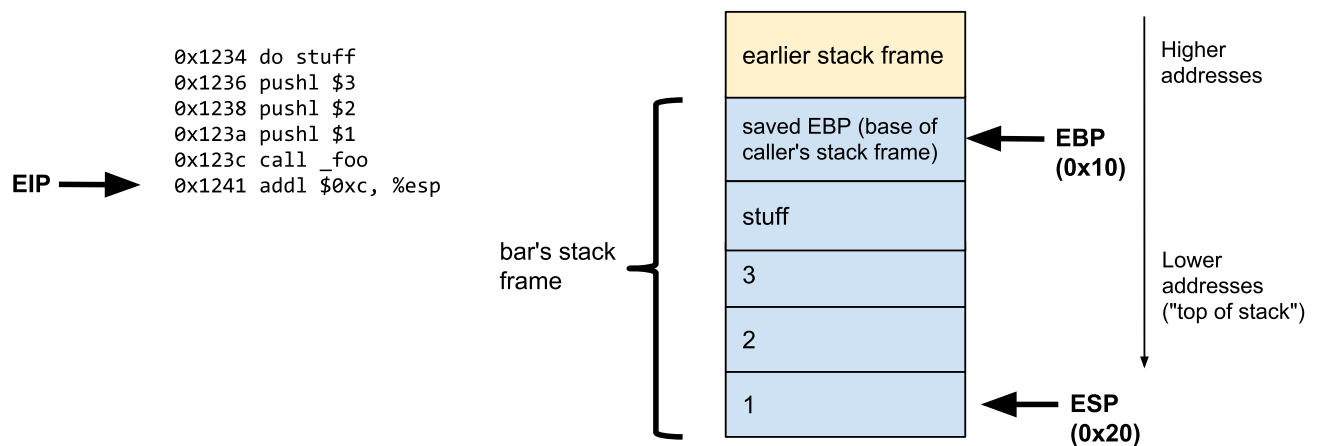 0x1234 do stuff
0x1236 pushl $3
0x1238 pushl $2
0x123a pushl $1
0x123c call _foo
EIP
0x1241 addl $0xc, %esp
bar's stack
frame
earlier stack frame
saved EBP (base of
caller's stack frame)
stuff
3
2
1
EBP
(0x10)
ESP
(0x20)
Higher
addresses
Lower
addresses
("top of stack")